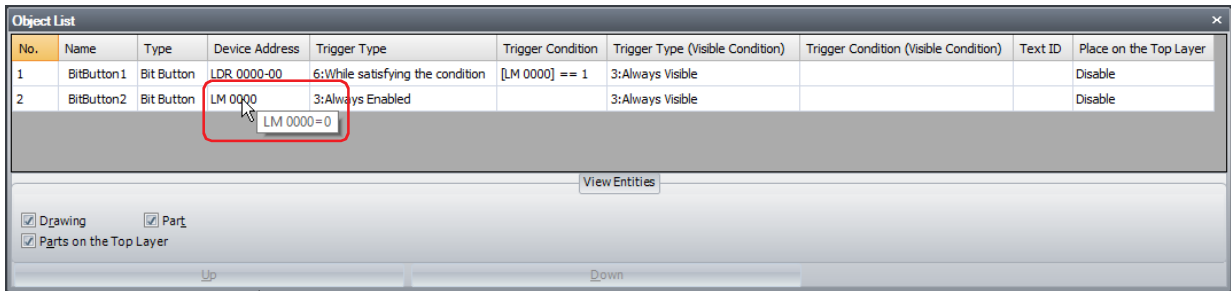 Object List
No. Name Type Device Address Trigger Type Trigger Condition Trigger Type (Visible Condition) Trigger Condition (Visible Condition) Text ID Place on the Top Layer
1 BitButton1 Bit Button LDR 0000-00 6:While satisfying the condition [LM 0000] == 1 3:Always Visible Disable
2 BitButton2 Bit Button LM 0000 3:Always Enabled 3:Always Visible Disable
LM 0000=0
View Entities
Drawing Part
Parts on the Top Layer
Up Down